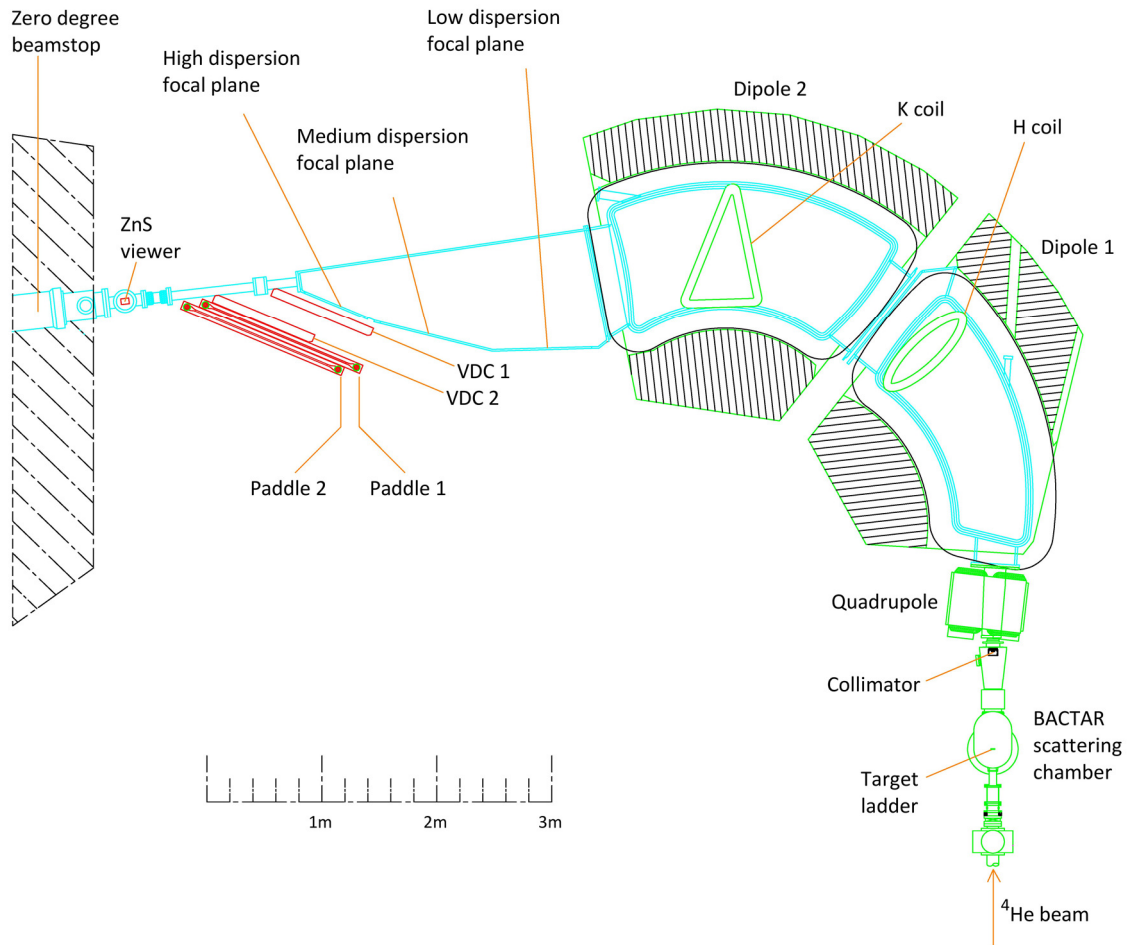 Zero degree
beamstop
High dispersion
focal plane
Low dispersion
focal plane
Medium dispersion
focal plane
Dipole 2
K coil
H coil
Dipole 1
ZnS
viewer
VDC 1
VDC 2
Paddle 2
Paddle 1
Quadrupole
Collimator
BACTAR
scattering
chamber
Target
ladder
1m
2m
3m
⁴He beam